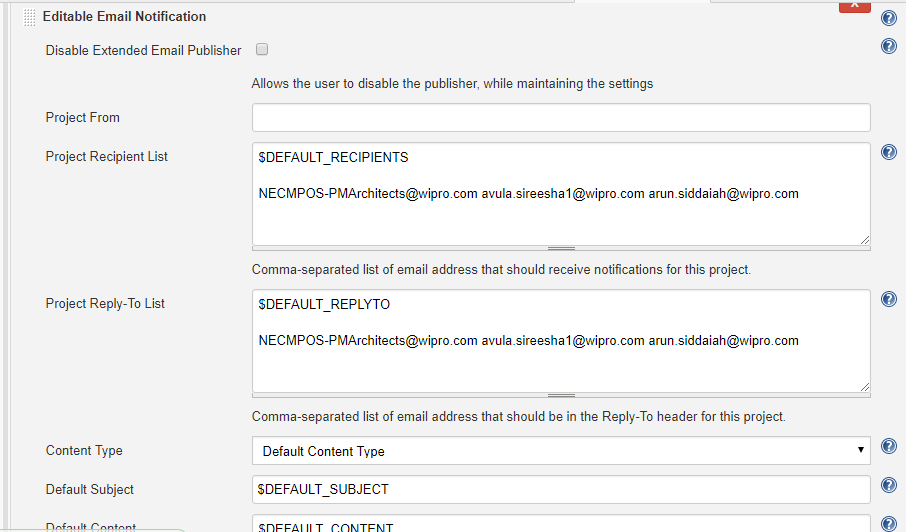 x
Editable Email Notification
Disable Extended Email Publisher
Allows the user to disable the publisher, while maintaining the settings
Project From
Project Recipient List
$DEFAULT_RECIPIENTS
NECMPOS-PMArchitects@wipro.com avula.sireesha1@wipro.com arun.siddaiah@wipro.com
Comma-separated list of email address that should receive notifications for this project.
Project Reply-To List
$DEFAULT_REPLYTO
NECMPOS-PMArchitects@wipro.com avula.sireesha1@wipro.com arun.siddaiah@wipro.com
Comma-separated list of email address that should be in the Reply-To header for this project.
Content Type
Default Content Type
Default Subject
$DEFAULT_SUBJECT
Default Content
$DEFAULT_CONTENT